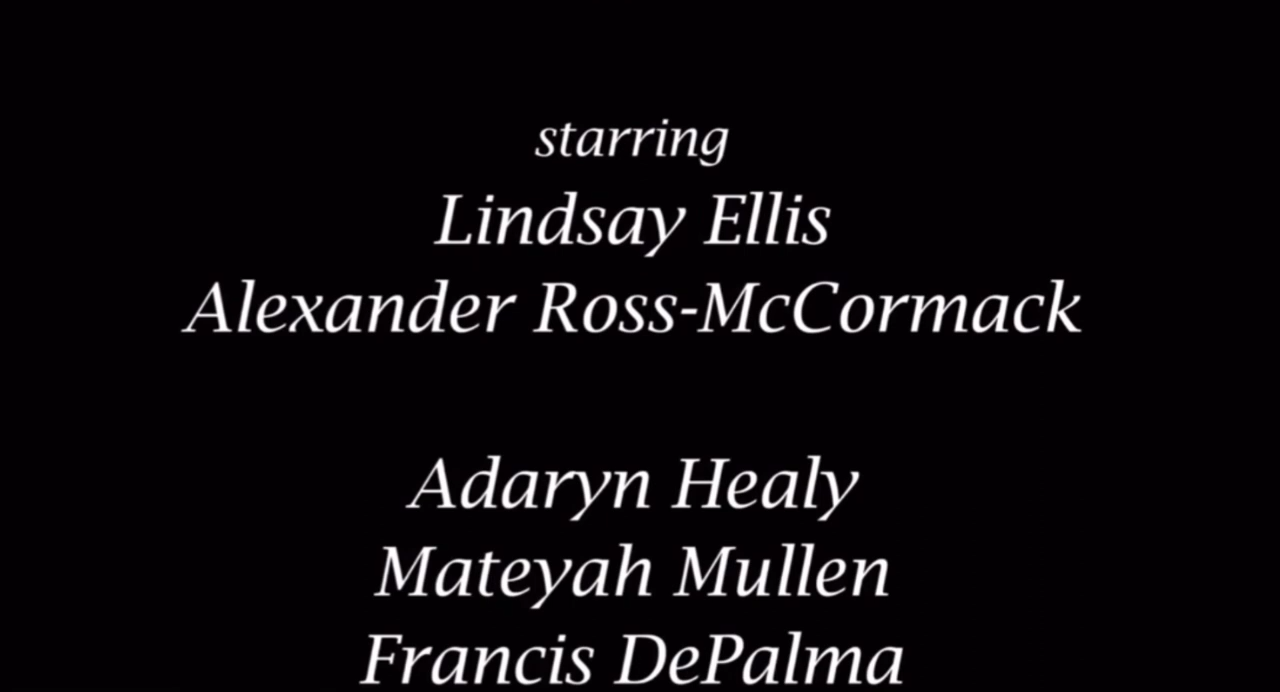 starring
Lindsay Ellis
Alexander Ross-McCormack
Adaryn Healy
Mateyah Mullen
Francis DePalma